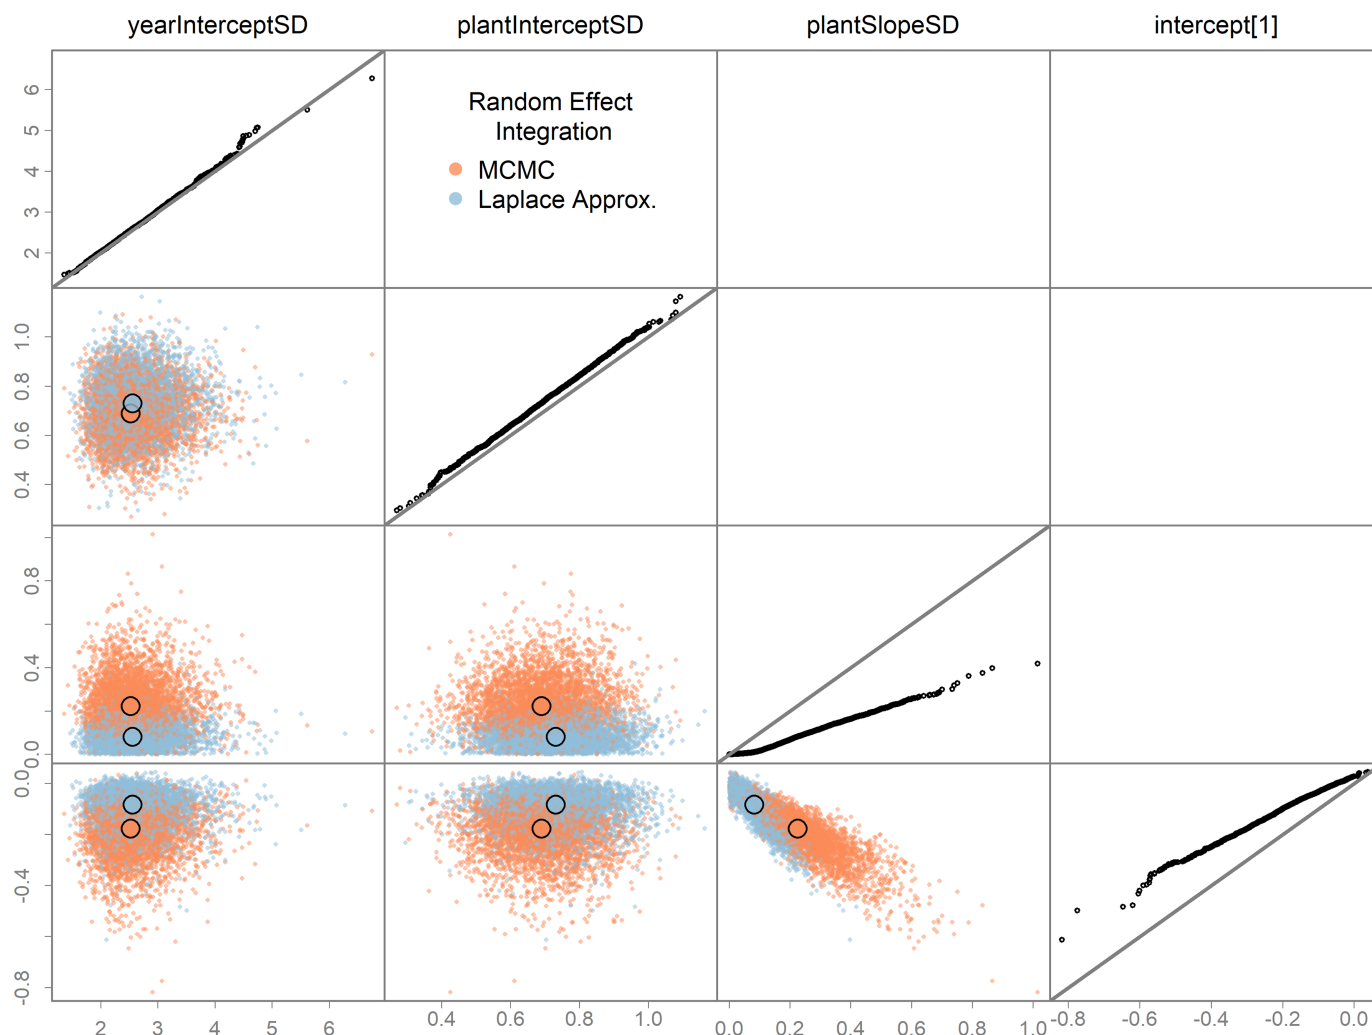 yearInterceptSD plantInterceptSD plantSlopeSD intercept[1]
6
5
4
3
2
Random Effect
Integration
MCMC
Laplace Approx.
1.0
0.8
0.6
0.4
0.8
0.4
0.0
0.0
-0.4
-0.8
2 3 4 5 6 0.4 0.6 0.8 1.0 0.0 0.2 0.4 0.6 0.8 1.0 -0.8 -0.6 -0.4 -0.2 0.0